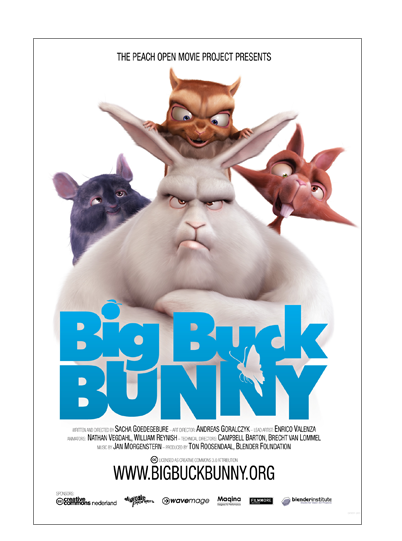 THE PEACH OPEN MOVIE PROJECT PRESENTS
Big Buck
BUNNY
WRITTEN AND DIRECTED BY SACHA GOEDEGEBURE - ART DIRECTOR ANDREAS GORALCZYK - LEAD ARTIST ENRICO VALENZA
ANIMATORS NATHAN VEGDAHL, WILLIAM REYNISH - TECHNICAL DIRECTORS CAMPBELL BARTON, BRECHT VAN LOMMEL
MUSIC BY JAN MORGENSTERN - PRODUCED BY TON ROOSENDAAL, BLENDER FOUNDATION
LICENSED AS CREATIVE COMMONS 3.0 ATTRIBUTION
WWW.BIGBUCKBUNNY.ORG
SPONSORS
creative commons nederland
wavemage
Maqina
FILMMORE
blenderinstitute